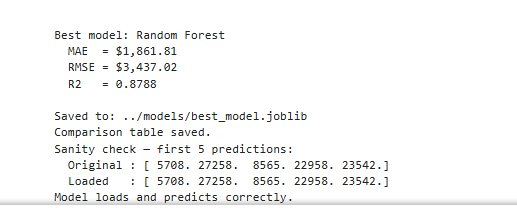 Best model: Random Forest
MAE = $1,861.81
RMSE = $3,437.02
R2 = 0.8788
Saved to: ../models/best_model.joblib
Comparison table saved.
Sanity check — first 5 predictions:
Original : [ 5708. 27258. 8565. 22958. 23542.]
Loaded : [ 5708. 27258. 8565. 22958. 23542.]
Model loads and predicts correctly.